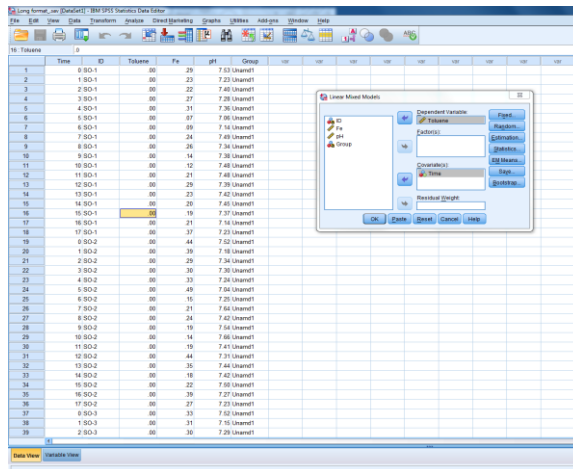 Long format_.sav [DataSet1] - IBM SPSS Statistics Data Editor
File Edit View Data Transform Analyze Direct Marketing Graphs Utilities Add-ons Window Help
16 : Toluene .0
Time ID Toluene Fe pH Group var var var var var var var
1 0 SO-1 .00 .29 7.53 Unamd1
2 1 SO-1 .00 .23 7.23 Unamd1
3 2 SO-1 .00 .22 7.40 Unamd1
4 3 SO-1 .00 .27 7.28 Unamd1
5 4 SO-1 .00 .31 7.36 Unamd1
6 5 SO-1 .00 .07 7.06 Unamd1
7 6 SO-1 .00 .09 7.14 Unamd1
8 7 SO-1 .00 .24 7.49 Unamd1
9 8 SO-1 .00 .26 7.34 Unamd1
10 9 SO-1 .00 .14 7.38 Unamd1
11 10 SO-1 .00 .12 7.48 Unamd1
12 11 SO-1 .00 .21 7.48 Unamd1
13 12 SO-1 .00 .29 7.39 Unamd1
14 13 SO-1 .00 .23 7.42 Unamd1
15 14 SO-1 .00 .20 7.45 Unamd1
16 15 SO-1 .00 .19 7.37 Unamd1
17 16 SO-1 .00 .21 7.14 Unamd1
18 17 SO-1 .00 .37 7.23 Unamd1
19 0 SO-2 .00 .44 7.52 Unamd1
20 1 SO-2 .00 .39 7.18 Unamd1
21 2 SO-2 .00 .29 7.34 Unamd1
22 3 SO-2 .00 .30 7.30 Unamd1
23 4 SO-2 .00 .33 7.24 Unamd1
24 5 SO-2 .00 .49 7.04 Unamd1
25 6 SO-2 .00 .15 7.25 Unamd1
26 7 SO-2 .00 .21 7.64 Unamd1
27 8 SO-2 .00 .24 7.42 Unamd1
28 9 SO-2 .00 .19 7.54 Unamd1
29 10 SO-2 .00 .14 7.66 Unamd1
30 11 SO-2 .00 .19 7.41 Unamd1
31 12 SO-2 .00 .44 7.31 Unamd1
32 13 SO-2 .00 .35 7.44 Unamd1
33 14 SO-2 .00 .18 7.42 Unamd1
34 15 SO-2 .00 .22 7.50 Unamd1
35 16 SO-2 .00 .39 7.27 Unamd1
36 17 SO-2 .00 .27 7.23 Unamd1
37 0 SO-3 .00 .33 7.52 Unamd1
38 1 SO-3 .00 .31 7.15 Unamd1
39 2 SO-3 .00 .30 7.29 Unamd1
Data View Variable View
Linear Mixed Models
ID
Fe
pH
Group
Dependent Variable:
Toluene
Factor(s):
Covariate(s):
Time
Residual Weight
Fixed...
Random...
Estimation...
Statistics...
EM Means...
Save...
Bootstrap...
OK Paste Reset Cancel Help